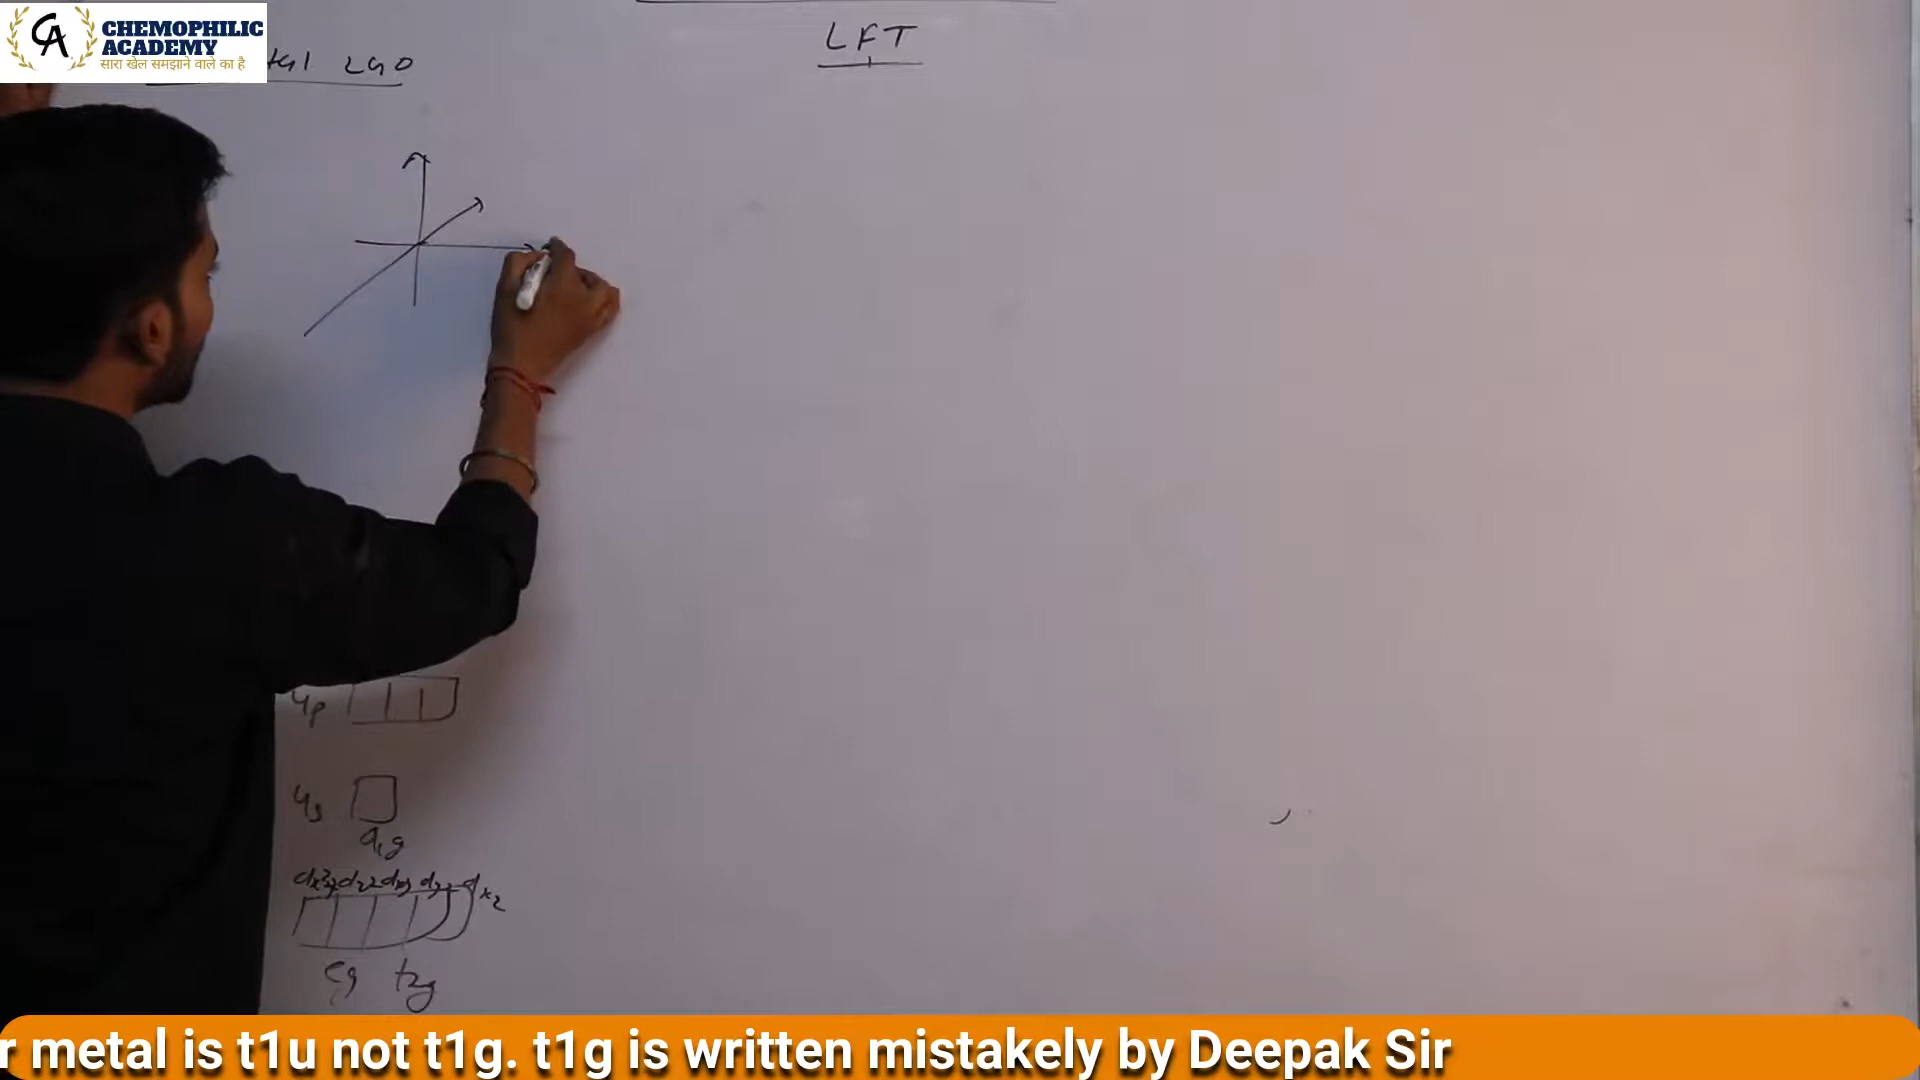 CHEMOPHILIC
ACADEMY
सारा खेल समझाने वाले का है
LGO
LFT
4p
4s
a1g
dx²-y² dz² dxy dyz dxz
eg t2g
r metal is t1u not t1g. t1g is written mistakely by Deepak Sir